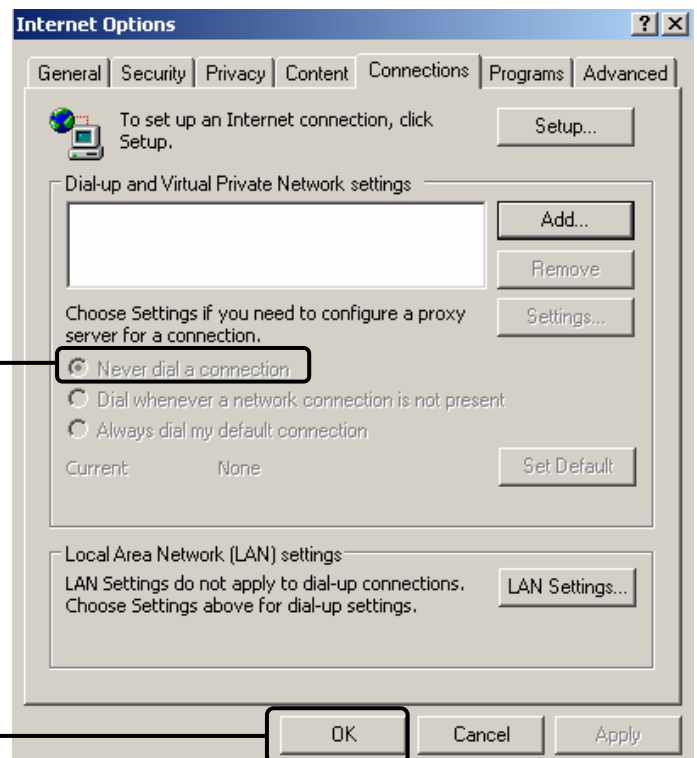 Internet Options
General Security Privacy Content Connections Programs Advanced
To set up an Internet connection, click
Setup.
Setup...
Dial-up and Virtual Private Network settings
Add...
Remove
Choose Settings if you need to configure a proxy
server for a connection.
Settings...
Never dial a connection
Dial whenever a network connection is not present
Always dial my default connection
Current: None
Set Default
Local Area Network (LAN) settings
LAN Settings do not apply to dial-up connections.
Choose Settings above for dial-up settings.
LAN Settings...
OK Cancel Apply